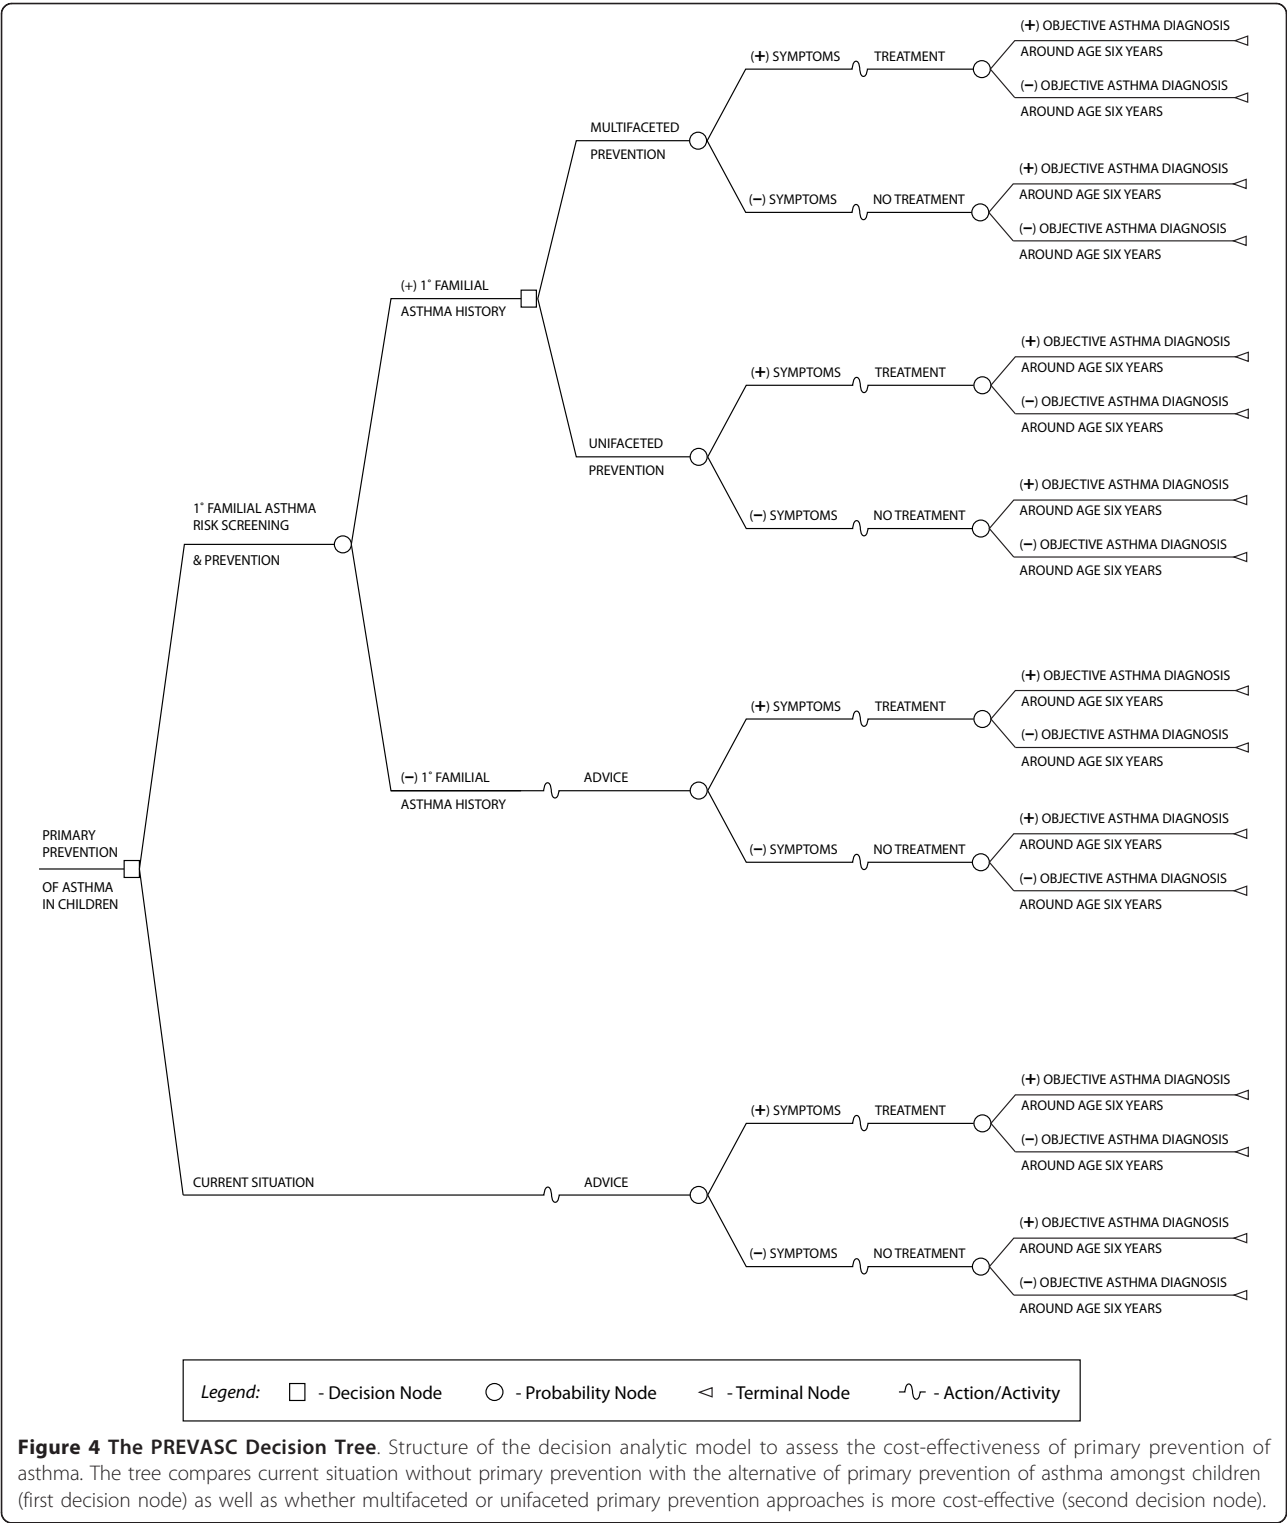 (+) OBJECTIVE ASTHMA DIAGNOSIS
AROUND AGE SIX YEARS
(+) SYMPTOMS TREATMENT
(−) OBJECTIVE ASTHMA DIAGNOSIS
AROUND AGE SIX YEARS
MULTIFACETED
PREVENTION
(+) OBJECTIVE ASTHMA DIAGNOSIS
AROUND AGE SIX YEARS
(−) SYMPTOMS NO TREATMENT
(−) OBJECTIVE ASTHMA DIAGNOSIS
AROUND AGE SIX YEARS
(+) 1˚ FAMILIAL
ASTHMA HISTORY
(+) OBJECTIVE ASTHMA DIAGNOSIS
AROUND AGE SIX YEARS
(+) SYMPTOMS TREATMENT
(−) OBJECTIVE ASTHMA DIAGNOSIS
AROUND AGE SIX YEARS
UNIFACETED
PREVENTION
(+) OBJECTIVE ASTHMA DIAGNOSIS
AROUND AGE SIX YEARS
(−) SYMPTOMS NO TREATMENT
(−) OBJECTIVE ASTHMA DIAGNOSIS
AROUND AGE SIX YEARS
1˚ FAMILIAL ASTHMA
RISK SCREENING
& PREVENTION
(+) OBJECTIVE ASTHMA DIAGNOSIS
AROUND AGE SIX YEARS
(+) SYMPTOMS TREATMENT
(−) OBJECTIVE ASTHMA DIAGNOSIS
AROUND AGE SIX YEARS
(−) 1˚ FAMILIAL ADVICE
ASTHMA HISTORY
(+) OBJECTIVE ASTHMA DIAGNOSIS
AROUND AGE SIX YEARS
(−) SYMPTOMS NO TREATMENT
(−) OBJECTIVE ASTHMA DIAGNOSIS
AROUND AGE SIX YEARS
PRIMARY
PREVENTION
OF ASTHMA
IN CHILDREN
(+) OBJECTIVE ASTHMA DIAGNOSIS
AROUND AGE SIX YEARS
(+) SYMPTOMS TREATMENT
(−) OBJECTIVE ASTHMA DIAGNOSIS
AROUND AGE SIX YEARS
CURRENT SITUATION ADVICE
(+) OBJECTIVE ASTHMA DIAGNOSIS
AROUND AGE SIX YEARS
(−) SYMPTOMS NO TREATMENT
(−) OBJECTIVE ASTHMA DIAGNOSIS
AROUND AGE SIX YEARS
Legend: - Decision Node - Probability Node - Terminal Node - Action/Activity
Figure 4 The PREVASC Decision Tree. Structure of the decision analytic model to assess the cost-effectiveness of primary prevention of
asthma. The tree compares current situation without primary prevention with the alternative of primary prevention of asthma amongst children
(first decision node) as well as whether multifaceted or unifaceted primary prevention approaches is more cost-effective (second decision node).